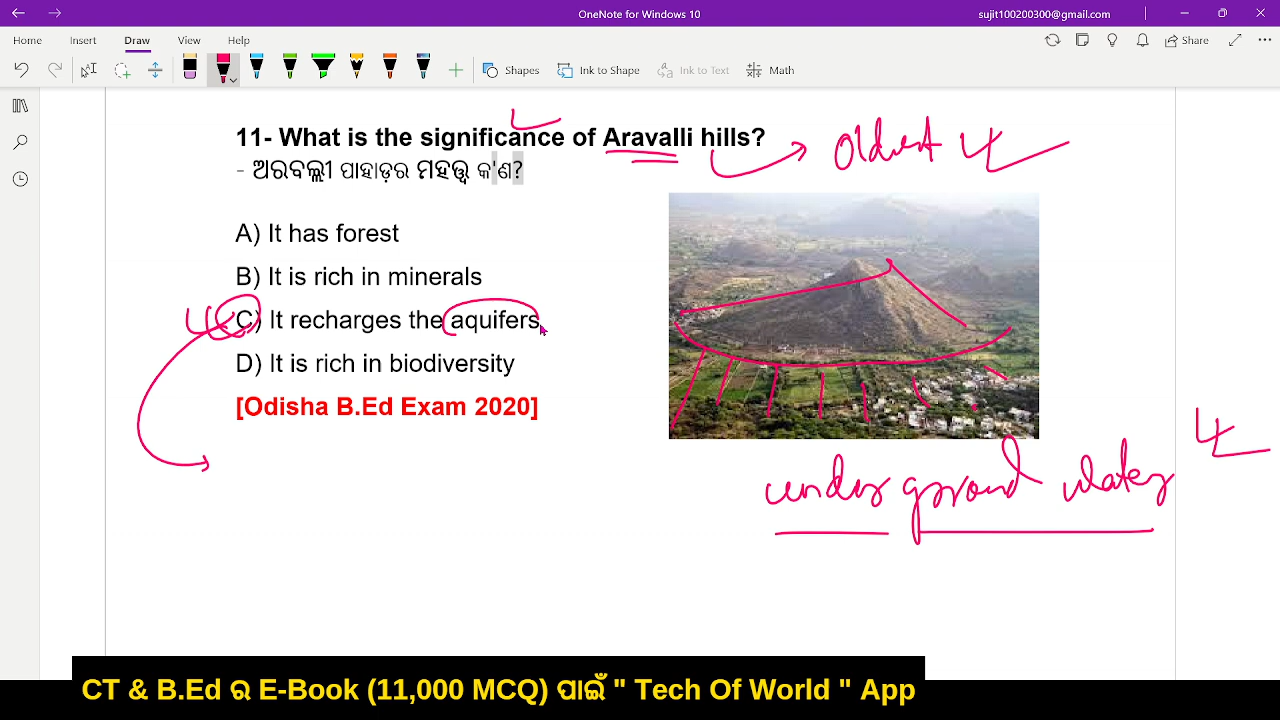 OneNote for Windows 10
sujit100200300@gmail.com
Home Insert Draw View Help
Share
Shapes Ink to Shape Ink to Text Math
11- What is the significance of Aravalli hills?
- ଅରବଲ୍ଲୀ ପାହାଡ଼ର ମହତ୍ତ୍ୱ କ'ଣ?
oldest
A) It has forest
B) It is rich in minerals
C) It recharges the aquifers
D) It is rich in biodiversity
[Odisha B.Ed Exam 2020]
under ground water
CT & B.Ed ର E-Book (11,000 MCQ) ପାଇଁ " Tech Of World " App